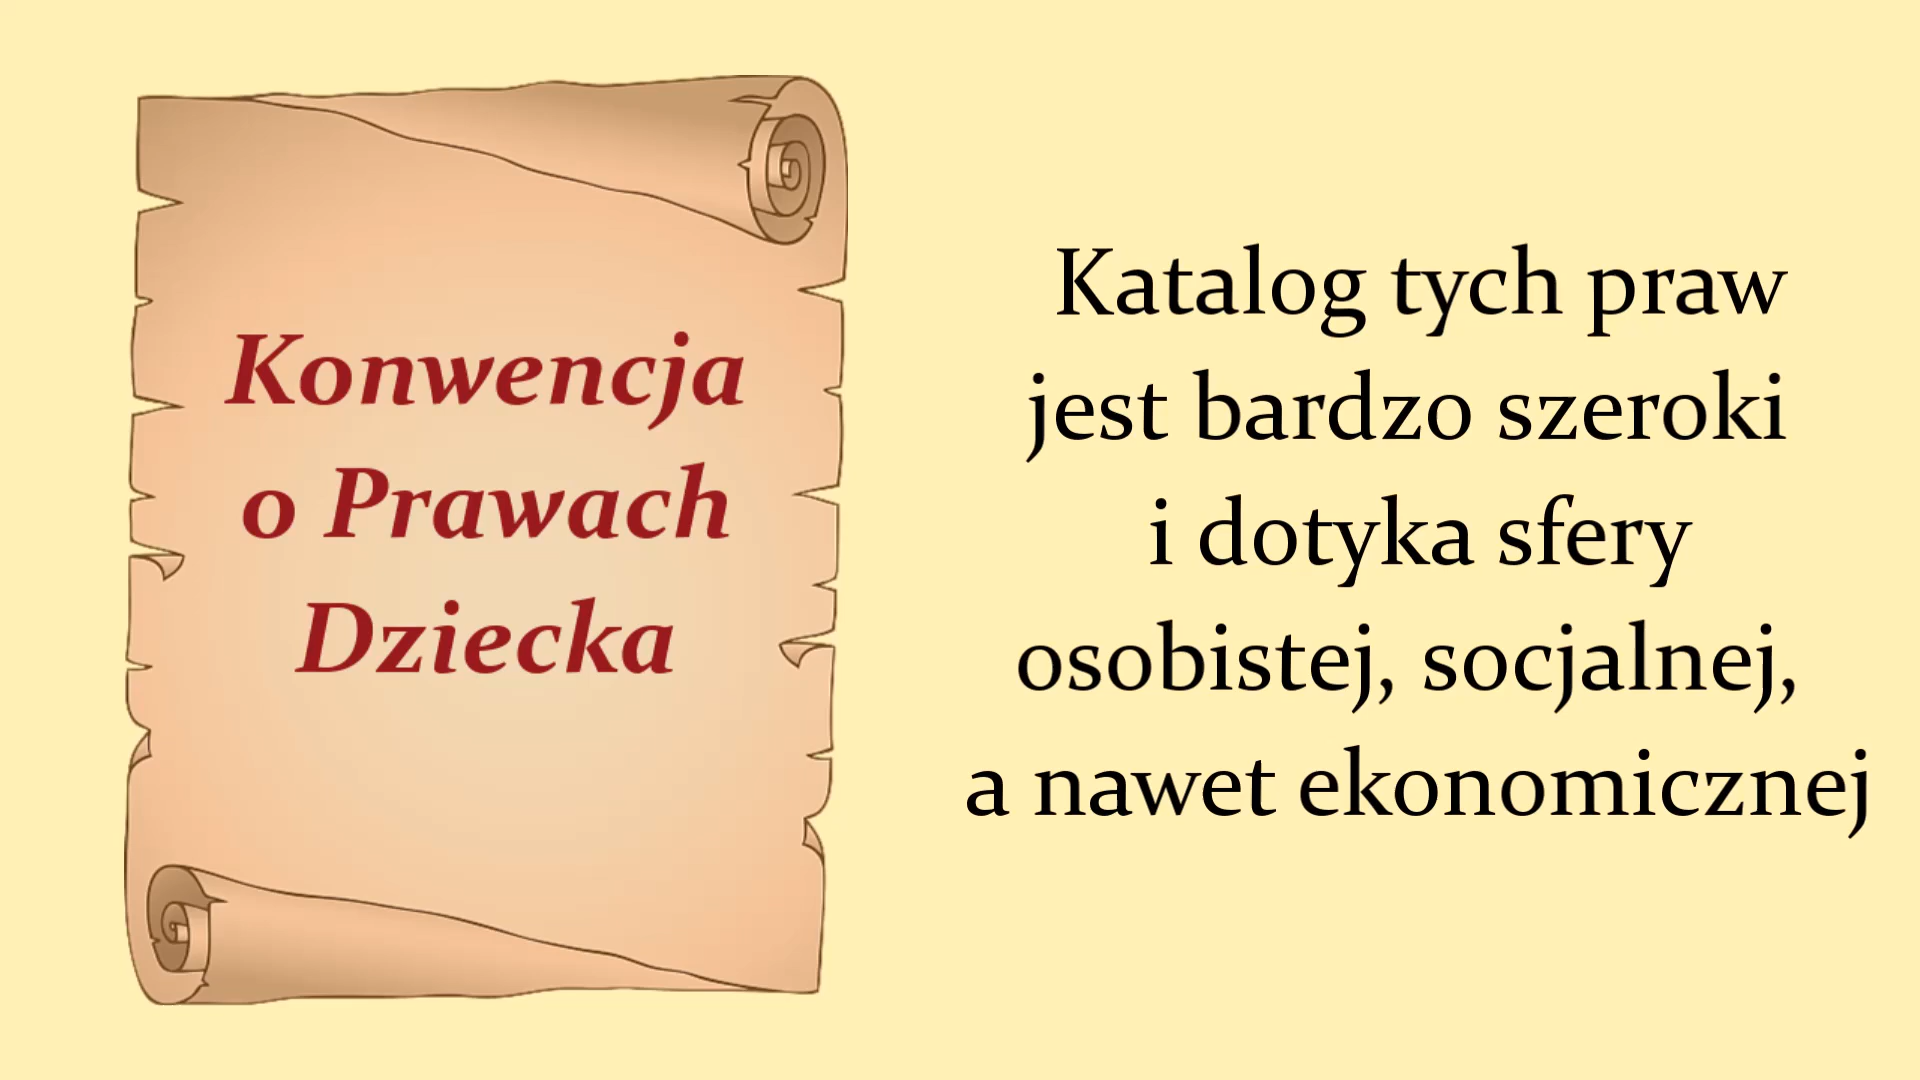 Konwencja
o Prawach
Dziecka
Katalog tych praw
jest bardzo szeroki
i dotyka sfery
osobistej, socjalnej,
a nawet ekonomicznej